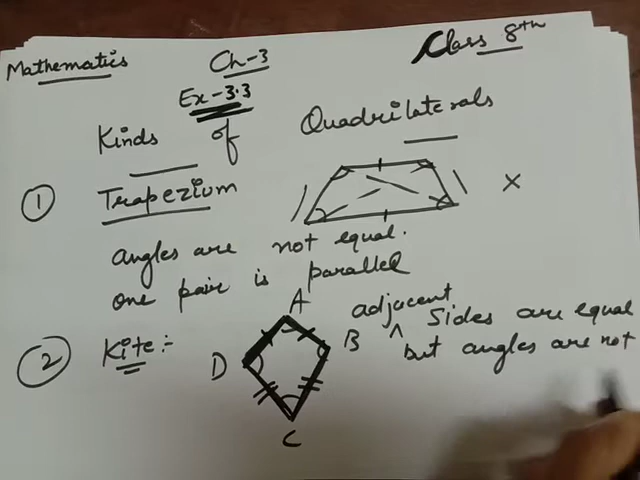 Mathematics Ch-3 Class 8th
Ex-3.3
Kinds of Quadrilaterals
① Trapezium
×
angles are not equal.
one pair is parallel
② Kite:-
A
B
C
D
adjacent
^ Sides are equal
but angles are not